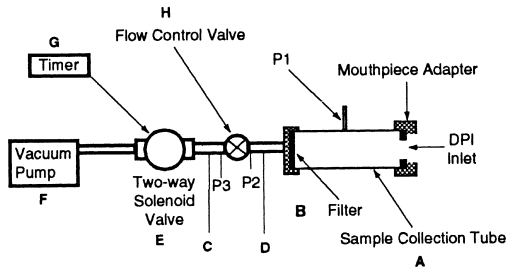 H
Flow Control Valve
G
Timer
P1
Mouthpiece Adapter
DPI
Inlet
Vacuum
Pump
F
Two-way
Solenoid
Valve
E
P3
P2
C
D
B
Filter
Sample Collection Tube
A